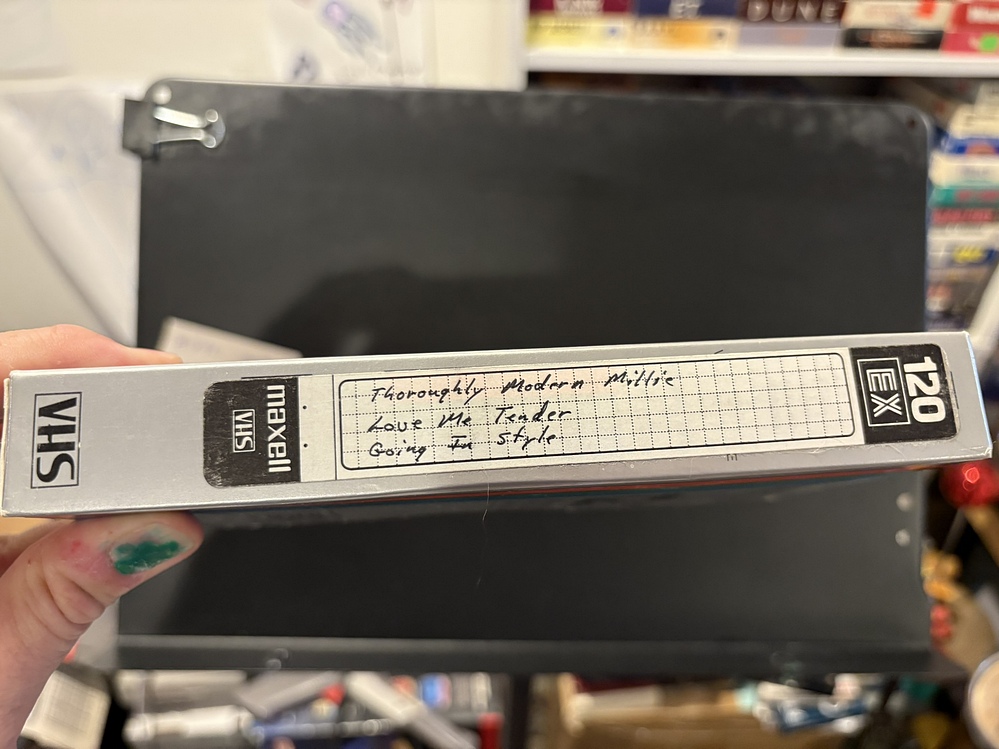 DUNE
VHS
maxell
VHS
Thoroughly Modern Millie
Love Me Tender
Going In Style
120
EX